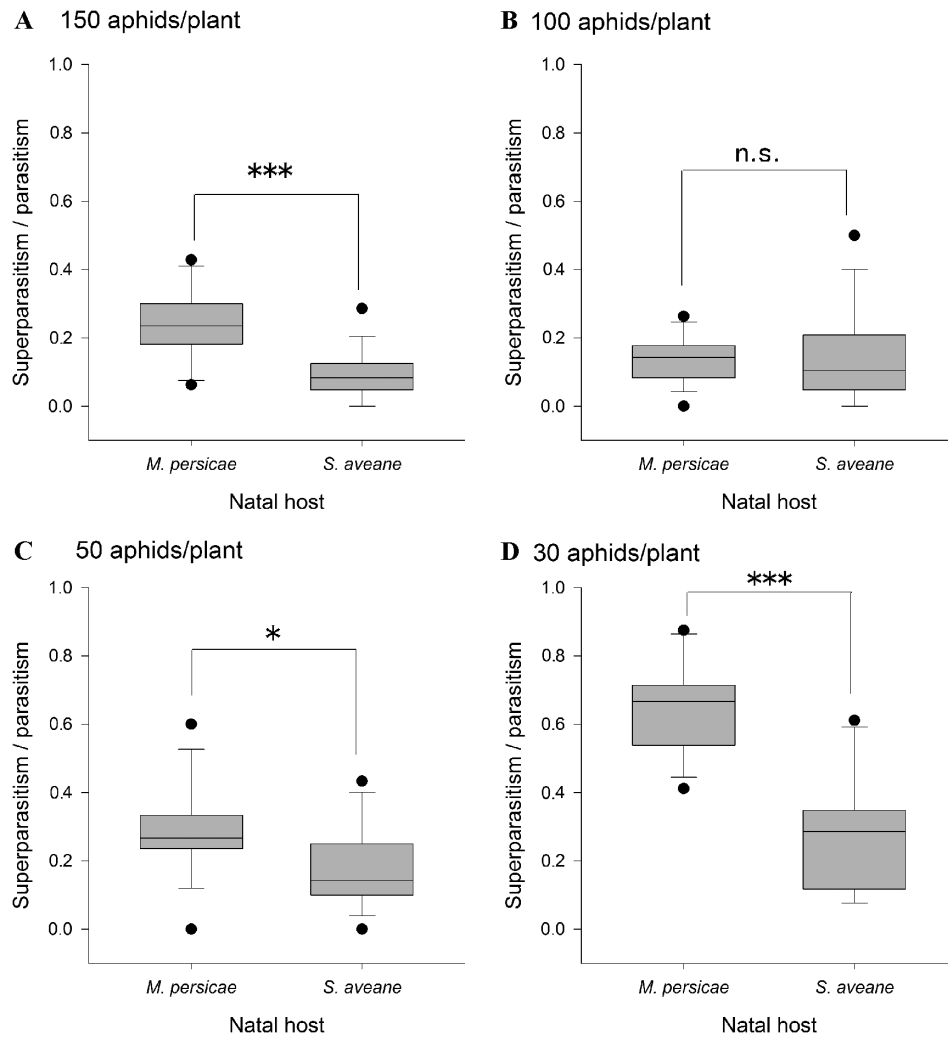 A 150 aphids/plant
B 100 aphids/plant
Superparasitism / parasitism
1.0
0.8
0.6
0.4
0.2
0.0
***
M. persicae
S. aveane
Natal host
Superparasitism / parasitism
1.0
0.8
0.6
0.4
0.2
0.0
n.s.
M. persicae
S. aveane
Natal host
C 50 aphids/plant
D 30 aphids/plant
Superparasitism / parasitism
1.0
0.8
0.6
0.4
0.2
0.0
*
M. persicae
S. aveane
Natal host
Superparasitism / parasitism
1.0
0.8
0.6
0.4
0.2
0.0
***
M. persicae
S. aveane
Natal host